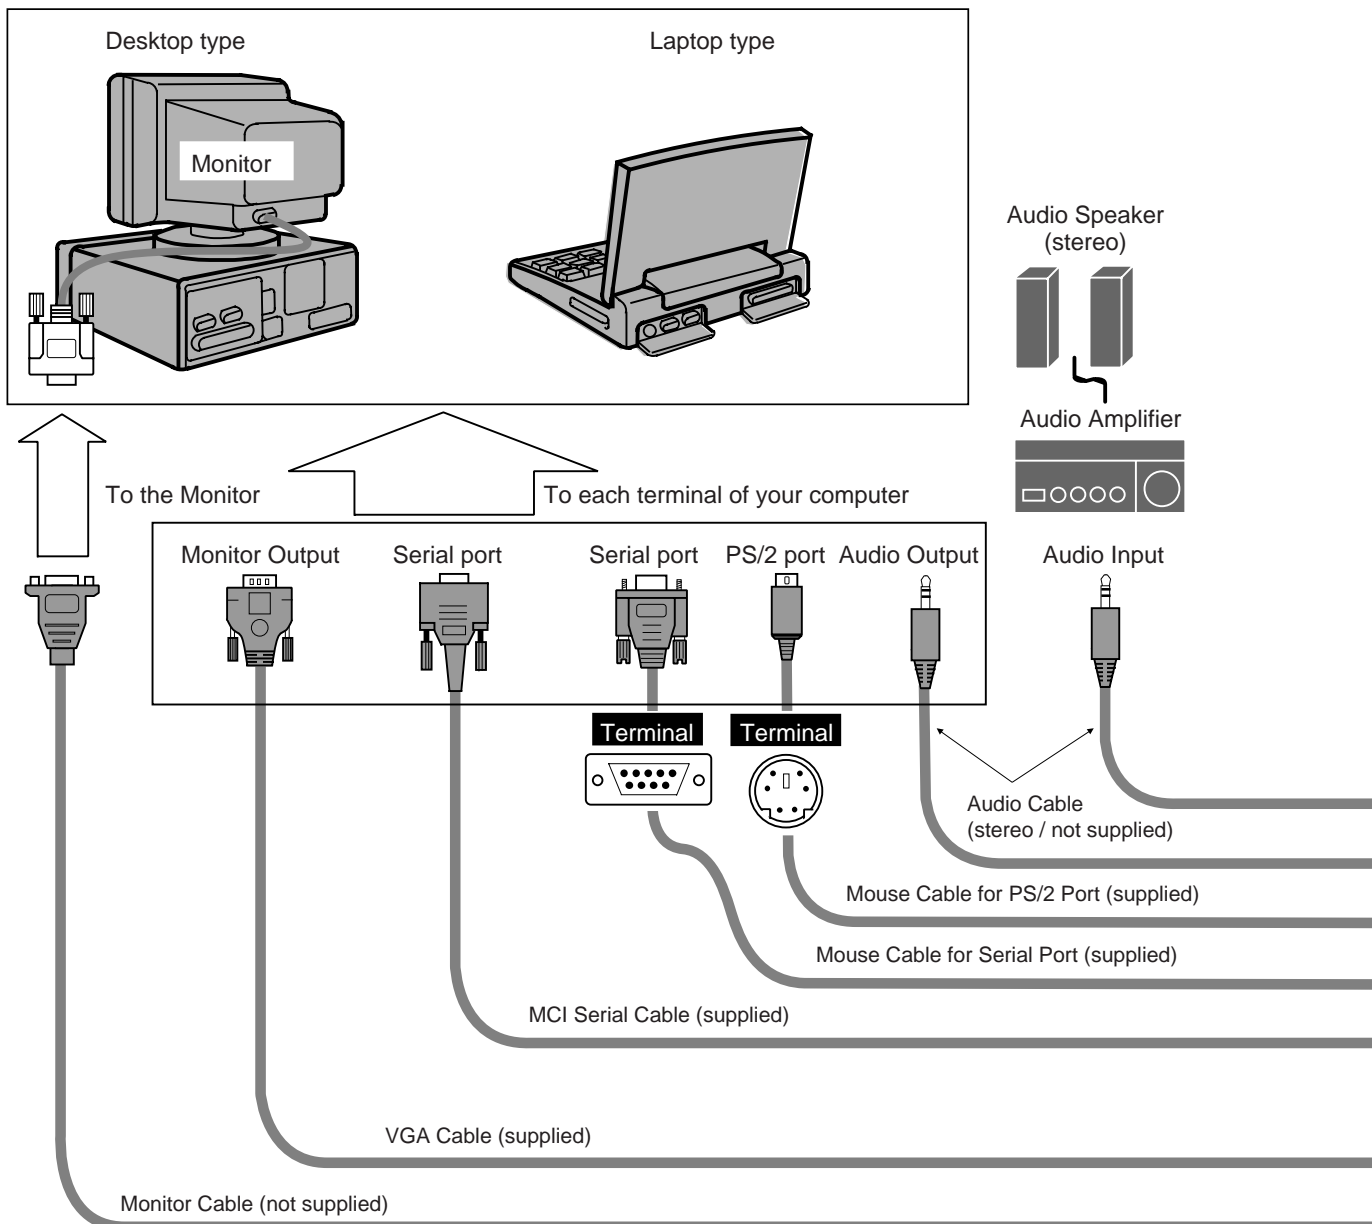 Desktop type
Laptop type
Monitor
Audio Speaker
(stereo)
Audio Amplifier
To the Monitor
To each terminal of your computer
Monitor Output
Serial port
Serial port
PS/2 port
Audio Output
Audio Input
Terminal
Terminal
Audio Cable
(stereo / not supplied)
Mouse Cable for PS/2 Port (supplied)
Mouse Cable for Serial Port (supplied)
MCI Serial Cable (supplied)
VGA Cable (supplied)
Monitor Cable (not supplied)